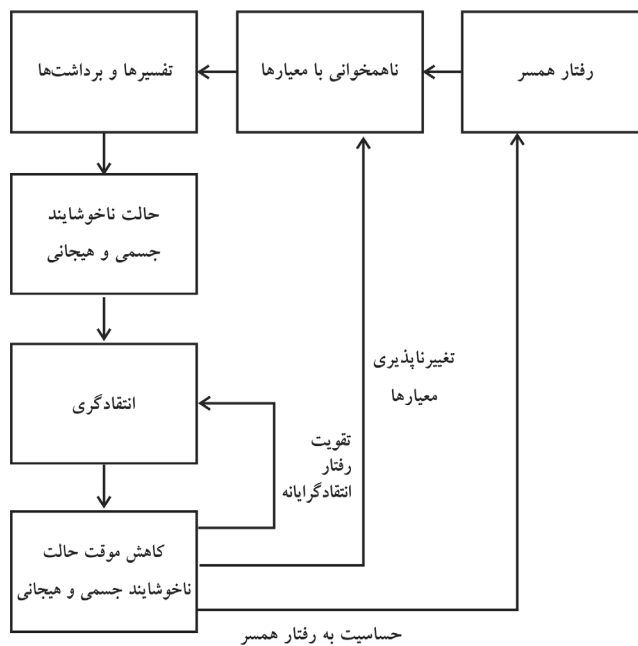 رفتار همسر
ناهمخوانی با معیارها
تفسیرها و برداشت‌ها
حالت ناخوشایند
جسمی و هیجانی
انتقادگری
کاهش موقت حالت
ناخوشایند جسمی و هیجانی
تقویت
رفتار
انتقادگرایانه
تغییرناپذیری
معیارها
حساسیت به رفتار همسر